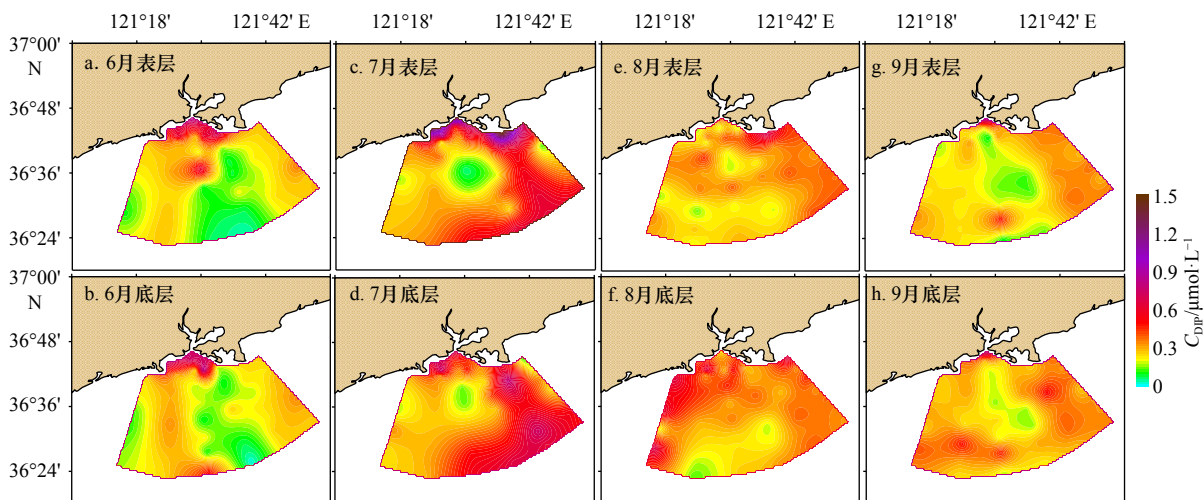 121°18' 121°42' E 121°18' 121°42' E 121°18' 121°42' E 121°18' 121°42' E
37°00'
N
36°48'
36°36'
36°24'
a. 6月表层
c. 7月表层
e. 8月表层
g. 9月表层
37°00'
N
36°48'
36°36'
36°24'
b. 6月底层
d. 7月底层
f. 8月底层
h. 9月底层
1.5
1.2
0.9
0.6
0.3
0
C_DIP/μmol·L⁻¹